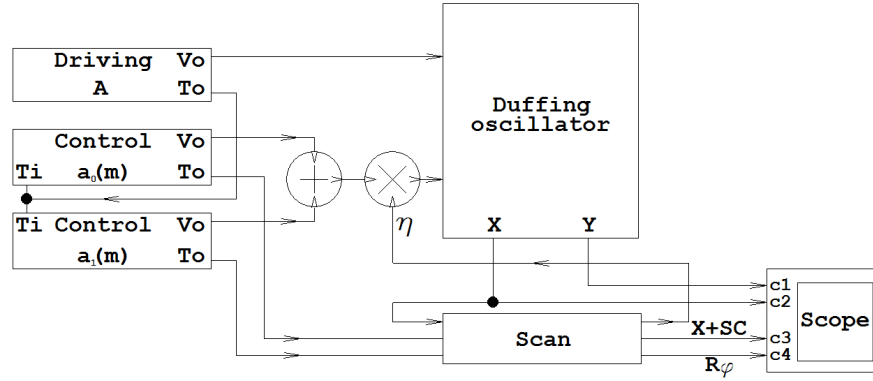 Driving Vo
A To
Control Vo
Ti a₀(m) To
Ti Control Vo
a₁(m) To
Duffing
oscillator
X Y
η
Scan
X+SC
Rφ
c1
c2
c3
c4
Scope